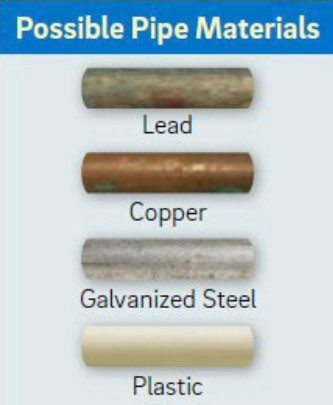 Possible Pipe Materials
Lead
Copper
Galvanized Steel
Plastic